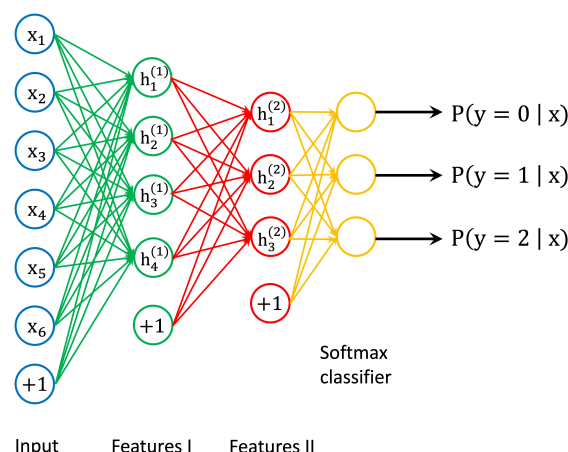 x₁
x₂
x₃
x₄
x₅
x₆
+1
h₁⁽¹⁾
h₂⁽¹⁾
h₃⁽¹⁾
h₄⁽¹⁾
+1
h₁⁽²⁾
h₂⁽²⁾
h₃⁽²⁾
+1
P(y = 0 | x)
P(y = 1 | x)
P(y = 2 | x)
Softmax
classifier
Input
Features I
Features II